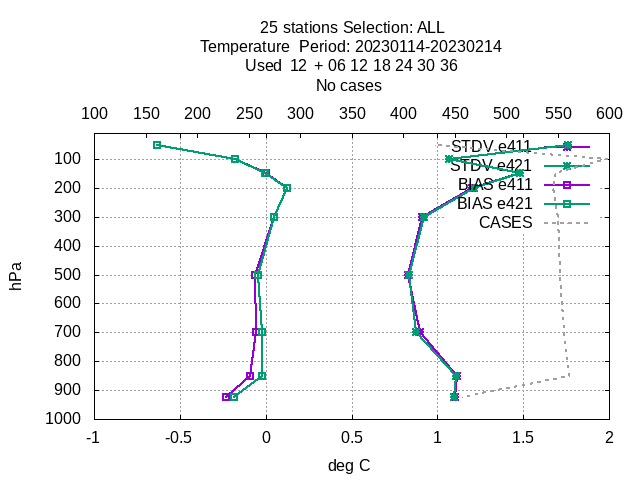 25 stations Selection: ALL
Temperature  Period: 20230114-20230214
Used  12  + 06 12 18 24 30 36
No cases
100 150 200 250 300 350 400 450 500 550 600
STDV e411
STDV e421
BIAS e411
BIAS e421
CASES
100
200
300
400
500
600
700
800
900
1000
hPa
-1 -0.5 0 0.5 1 1.5 2
deg C